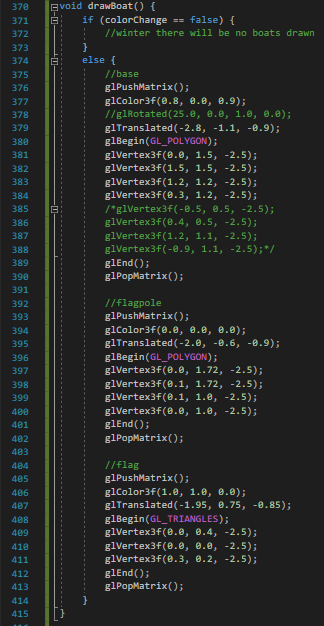 370 void drawBoat() {
371 if (colorChange == false) {
372 //winter there will be no boats drawn
373 }
374 else {
375 //base
376 glPushMatrix();
377 glColor3f(0.8, 0.0, 0.9);
378 //glRotated(25.0, 0.0, 1.0, 0.0);
379 glTranslated(-2.8, -1.1, -0.9);
380 glBegin(GL_POLYGON);
381 glVertex3f(0.0, 1.5, -2.5);
382 glVertex3f(1.5, 1.5, -2.5);
383 glVertex3f(1.2, 1.2, -2.5);
384 glVertex3f(0.3, 1.2, -2.5);
385 /*glVertex3f(-0.5, 0.5, -2.5);
386 glVertex3f(0.4, 0.5, -2.5);
387 glVertex3f(1.2, 1.1, -2.5);
388 glVertex3f(-0.9, 1.1, -2.5);*/
389 glEnd();
390 glPopMatrix();
391
392 //flagpole
393 glPushMatrix();
394 glColor3f(0.0, 0.0, 0.0);
395 glTranslated(-2.0, -0.6, -0.9);
396 glBegin(GL_POLYGON);
397 glVertex3f(0.0, 1.72, -2.5);
398 glVertex3f(0.1, 1.72, -2.5);
399 glVertex3f(0.1, 1.0, -2.5);
400 glVertex3f(0.0, 1.0, -2.5);
401 glEnd();
402 glPopMatrix();
403
404 //flag
405 glPushMatrix();
406 glColor3f(1.0, 1.0, 0.0);
407 glTranslated(-1.95, 0.75, -0.85);
408 glBegin(GL_TRIANGLES);
409 glVertex3f(0.0, 0.4, -2.5);
410 glVertex3f(0.0, 0.0, -2.5);
411 glVertex3f(0.3, 0.2, -2.5);
412 glEnd();
413 glPopMatrix();
414 }
415 }